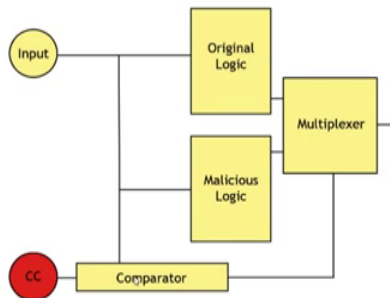 Input
Original
Logic
Multiplexer
Malicious
Logic
CC
Comparator